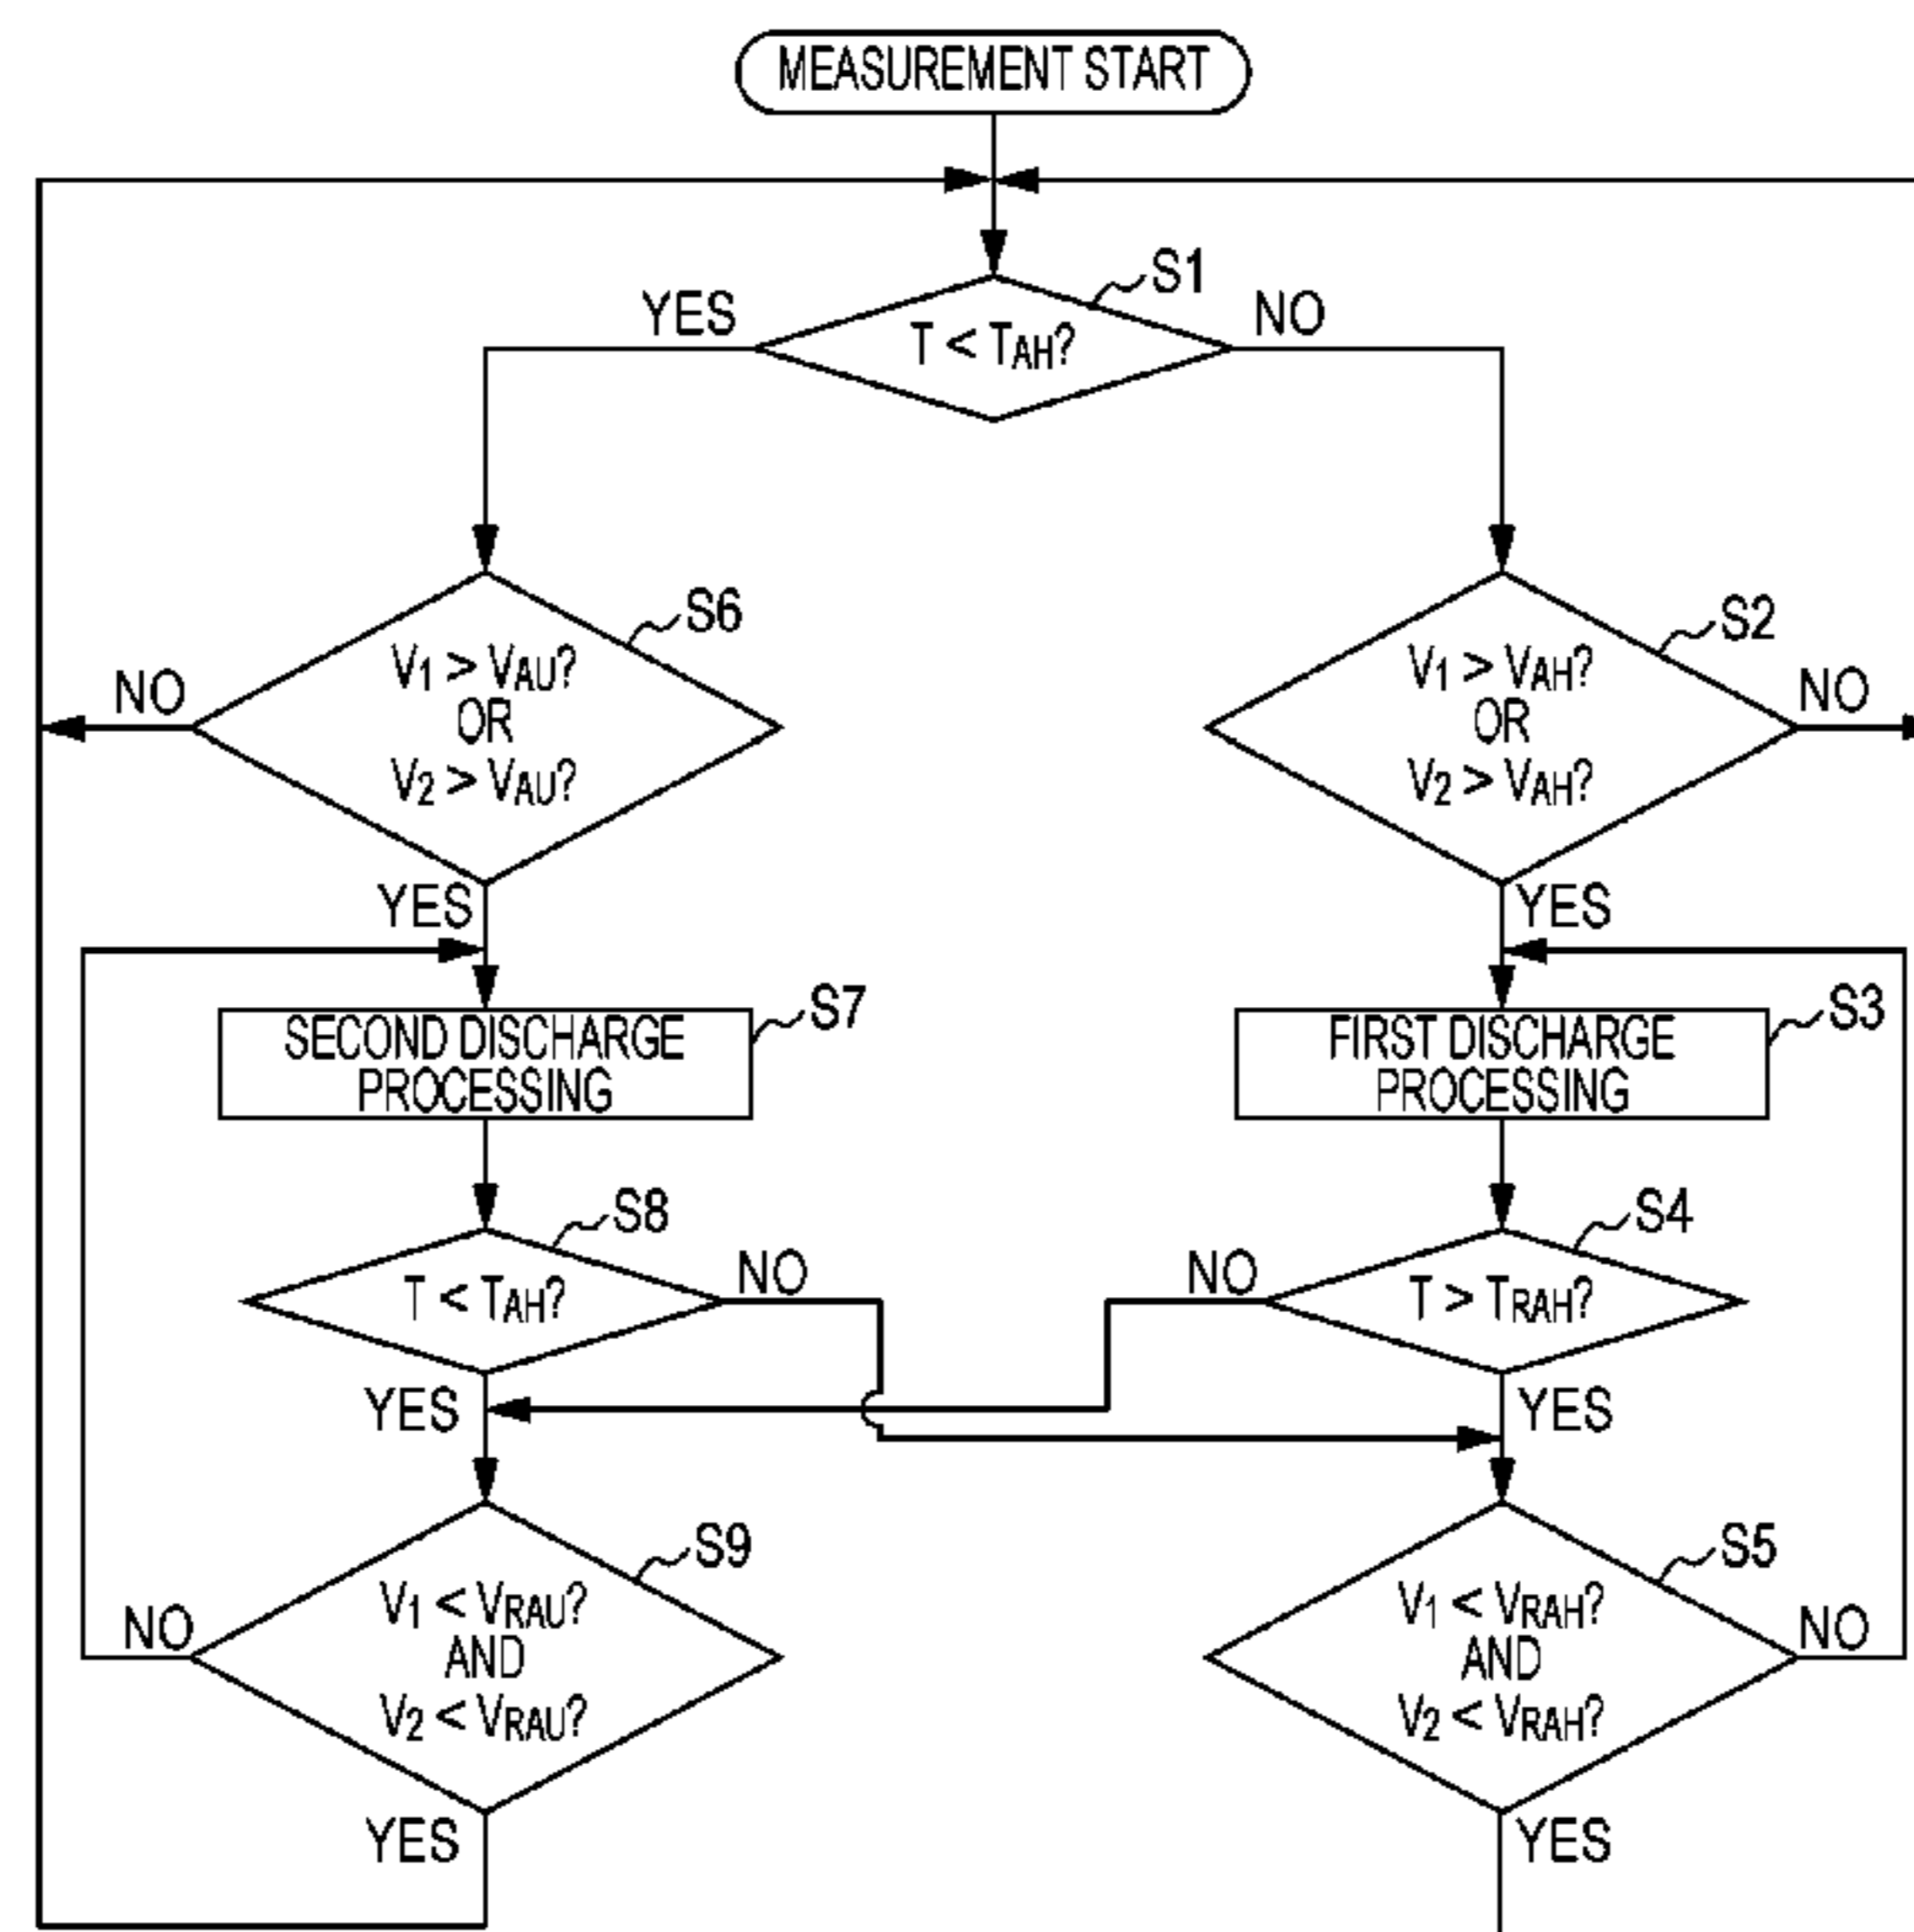 MEASUREMENT START
S1
YES
NO
T < TAH?
S6
V1 > VAU?
OR
V2 > VAU?
NO
YES
S2
V1 > VAH?
OR
V2 > VAH?
NO
YES
S7
SECOND DISCHARGE
PROCESSING
S3
FIRST DISCHARGE
PROCESSING
S8
T < TAH?
NO
YES
S4
NO
T > TRAH?
YES
S9
V1 < VRAU?
AND
V2 < VRAU?
NO
YES
S5
V1 < VRAH?
AND
V2 < VRAH?
NO
YES